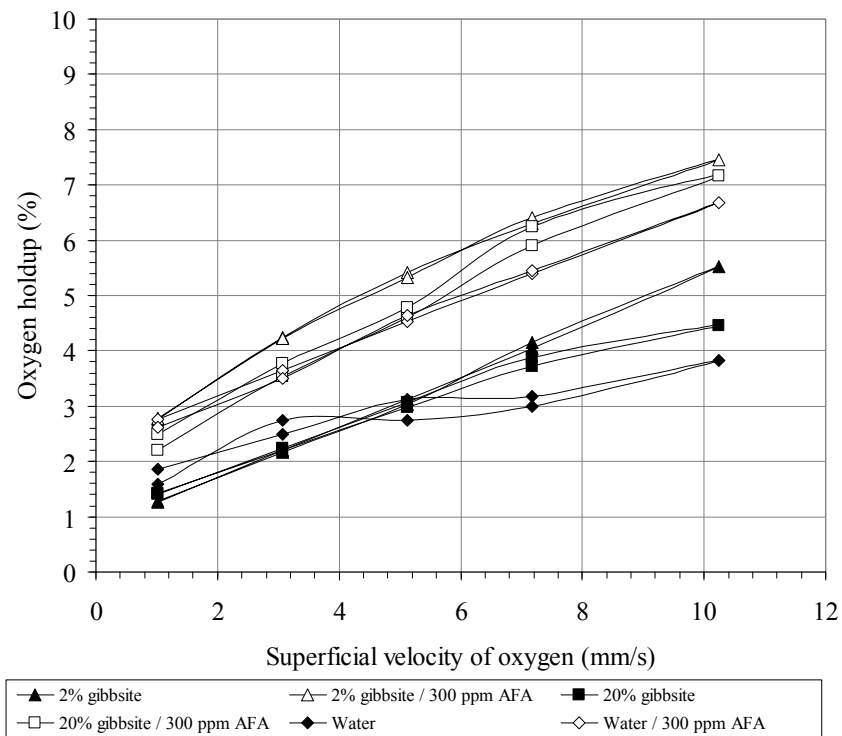 10
9
8
7
6
5
4
3
2
1
0
Oxygen holdup (%)
0 2 4 6 8 10 12
Superficial velocity of oxygen (mm/s)
2% gibbsite 2% gibbsite / 300 ppm AFA 20% gibbsite
20% gibbsite / 300 ppm AFA Water Water / 300 ppm AFA